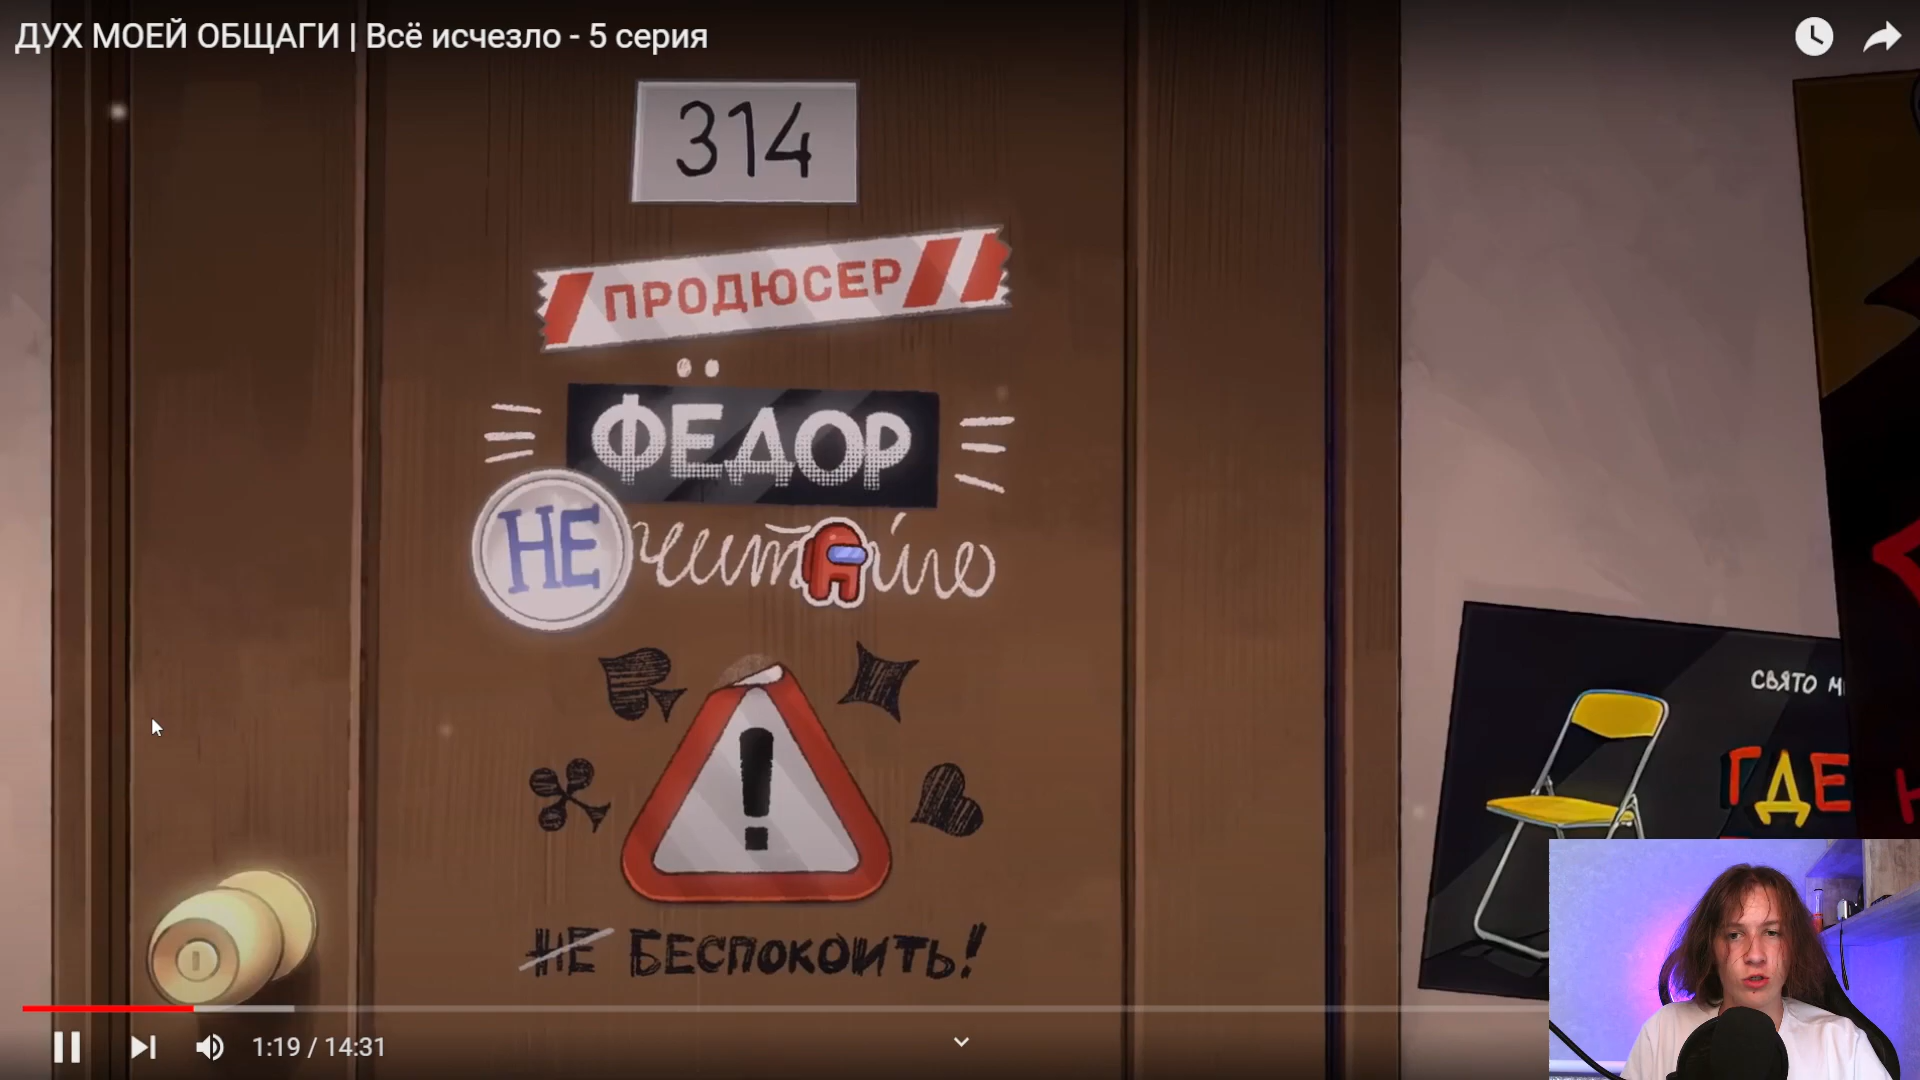 ДУХ МОЕЙ ОБЩАГИ | Всё исчезло - 5 серия
314
ПРОДЮСЕР
ФЁДОР
НЕ
!
НЕ БЕСПОКОИТЬ!
СВЯТО
ГДЕ
1:19 / 14:31